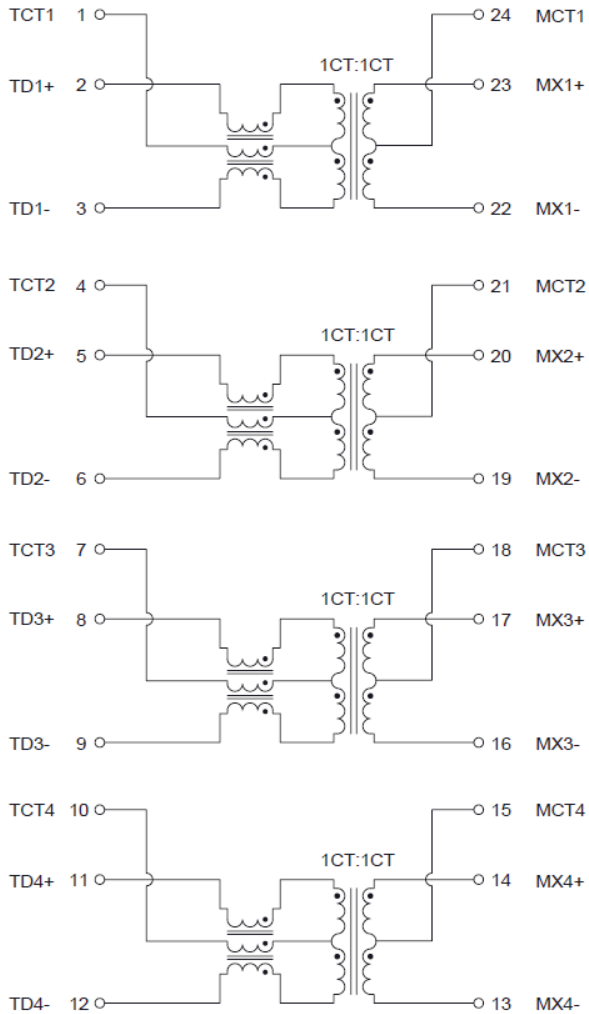 TCT1 1 24 MCT1
1CT:1CT
TD1+ 2 23 MX1+
TD1- 3 22 MX1-
TCT2 4 21 MCT2
1CT:1CT
TD2+ 5 20 MX2+
TD2- 6 19 MX2-
TCT3 7 18 MCT3
1CT:1CT
TD3+ 8 17 MX3+
TD3- 9 16 MX3-
TCT4 10 15 MCT4
1CT:1CT
TD4+ 11 14 MX4+
TD4- 12 13 MX4-